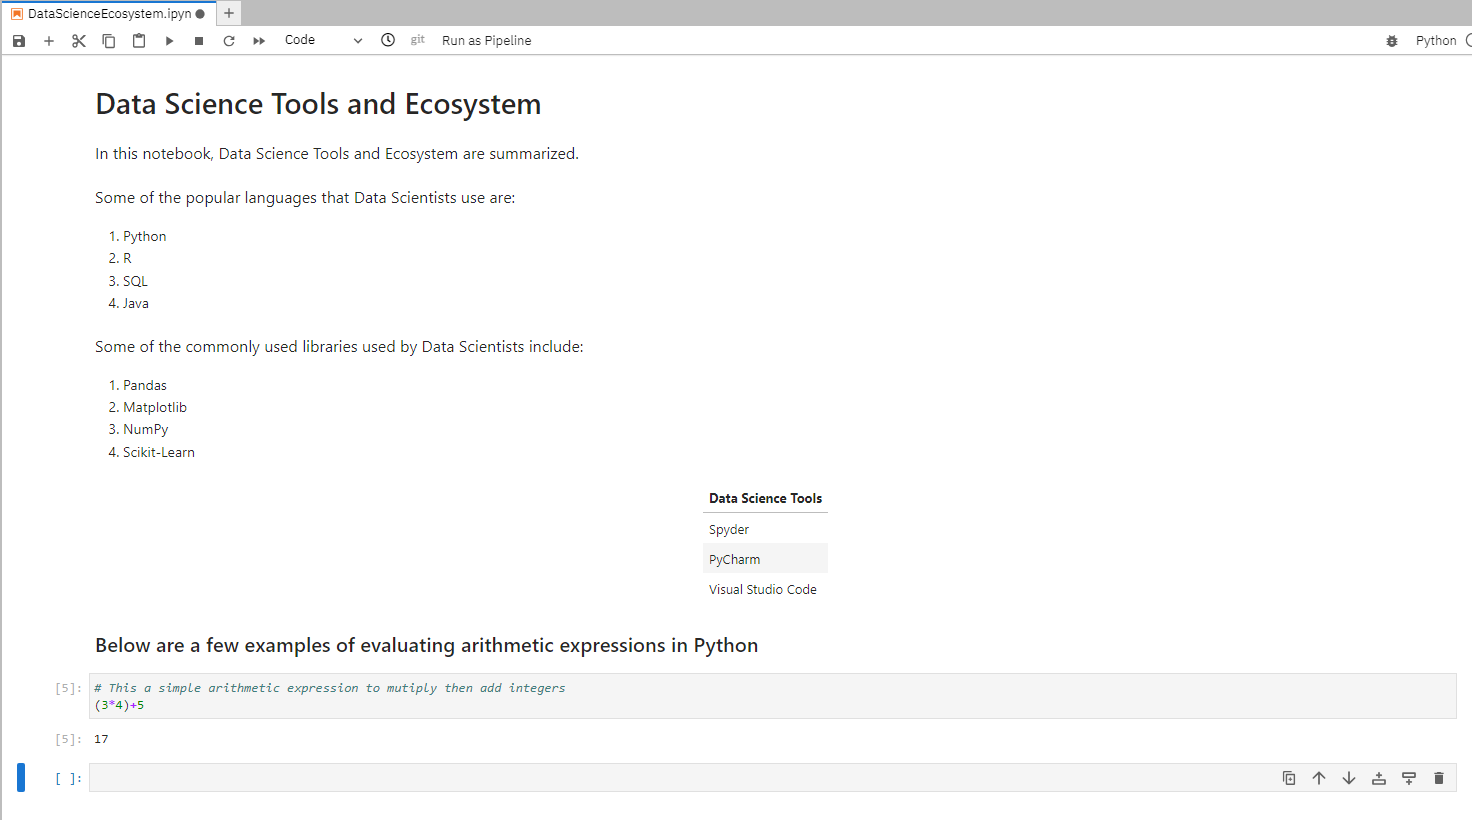 DataScienceEcosystem.ipyn
Code
git
Run as Pipeline
Python
Data Science Tools and Ecosystem
In this notebook, Data Science Tools and Ecosystem are summarized.
Some of the popular languages that Data Scientists use are:
1. Python
2. R
3. SQL
4. Java
Some of the commonly used libraries used by Data Scientists include:
1. Pandas
2. Matplotlib
3. NumPy
4. Scikit-Learn
Data Science Tools
Spyder
PyCharm
Visual Studio Code
Below are a few examples of evaluating arithmetic expressions in Python
[5]: # This a simple arithmetic expression to mutiply then add integers
(3*4)+5
[5]: 17
[ ]: